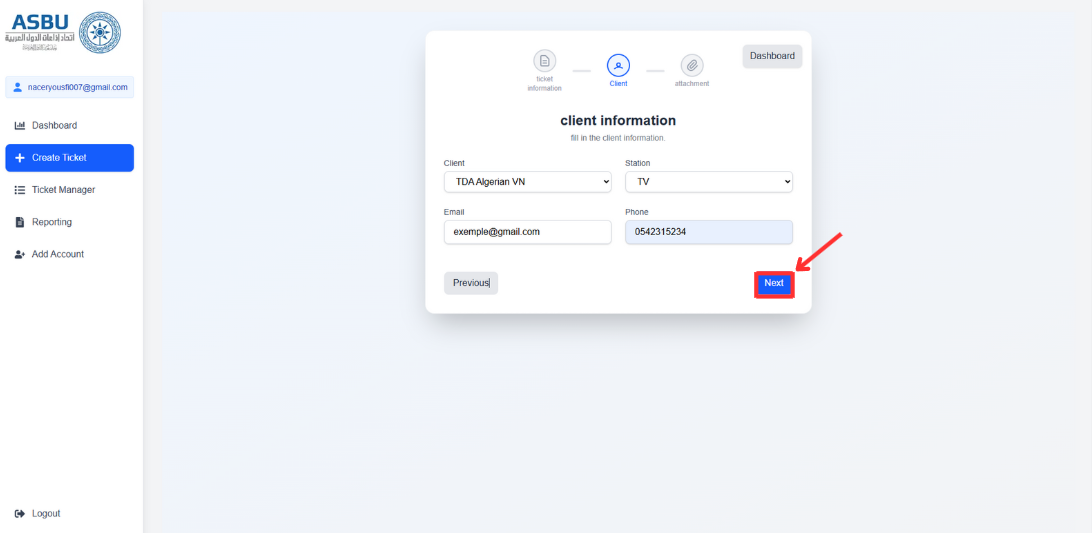 ASBU
اتحاد إذاعات الدول العربية
naceryousfi007@gmail.com
Dashboard
Create Ticket
Ticket Manager
Reporting
Add Account
Logout
Dashboard
ticket
information
Client
attachment
client information
fill in the client information.
Client
Station
TDA Algerian VN
TV
Email
Phone
exemple@gmail.com
0542315234
Previous
Next